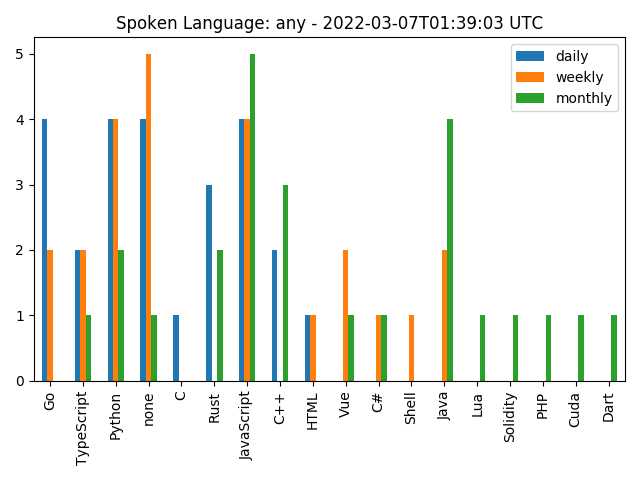 Spoken Language: any - 2022-03-07T01:39:03 UTC
daily
weekly
monthly
5
4
3
2
1
0
Go
TypeScript
Python
none
C
Rust
JavaScript
C++
HTML
Vue
C#
Shell
Java
Lua
Solidity
PHP
Cuda
Dart